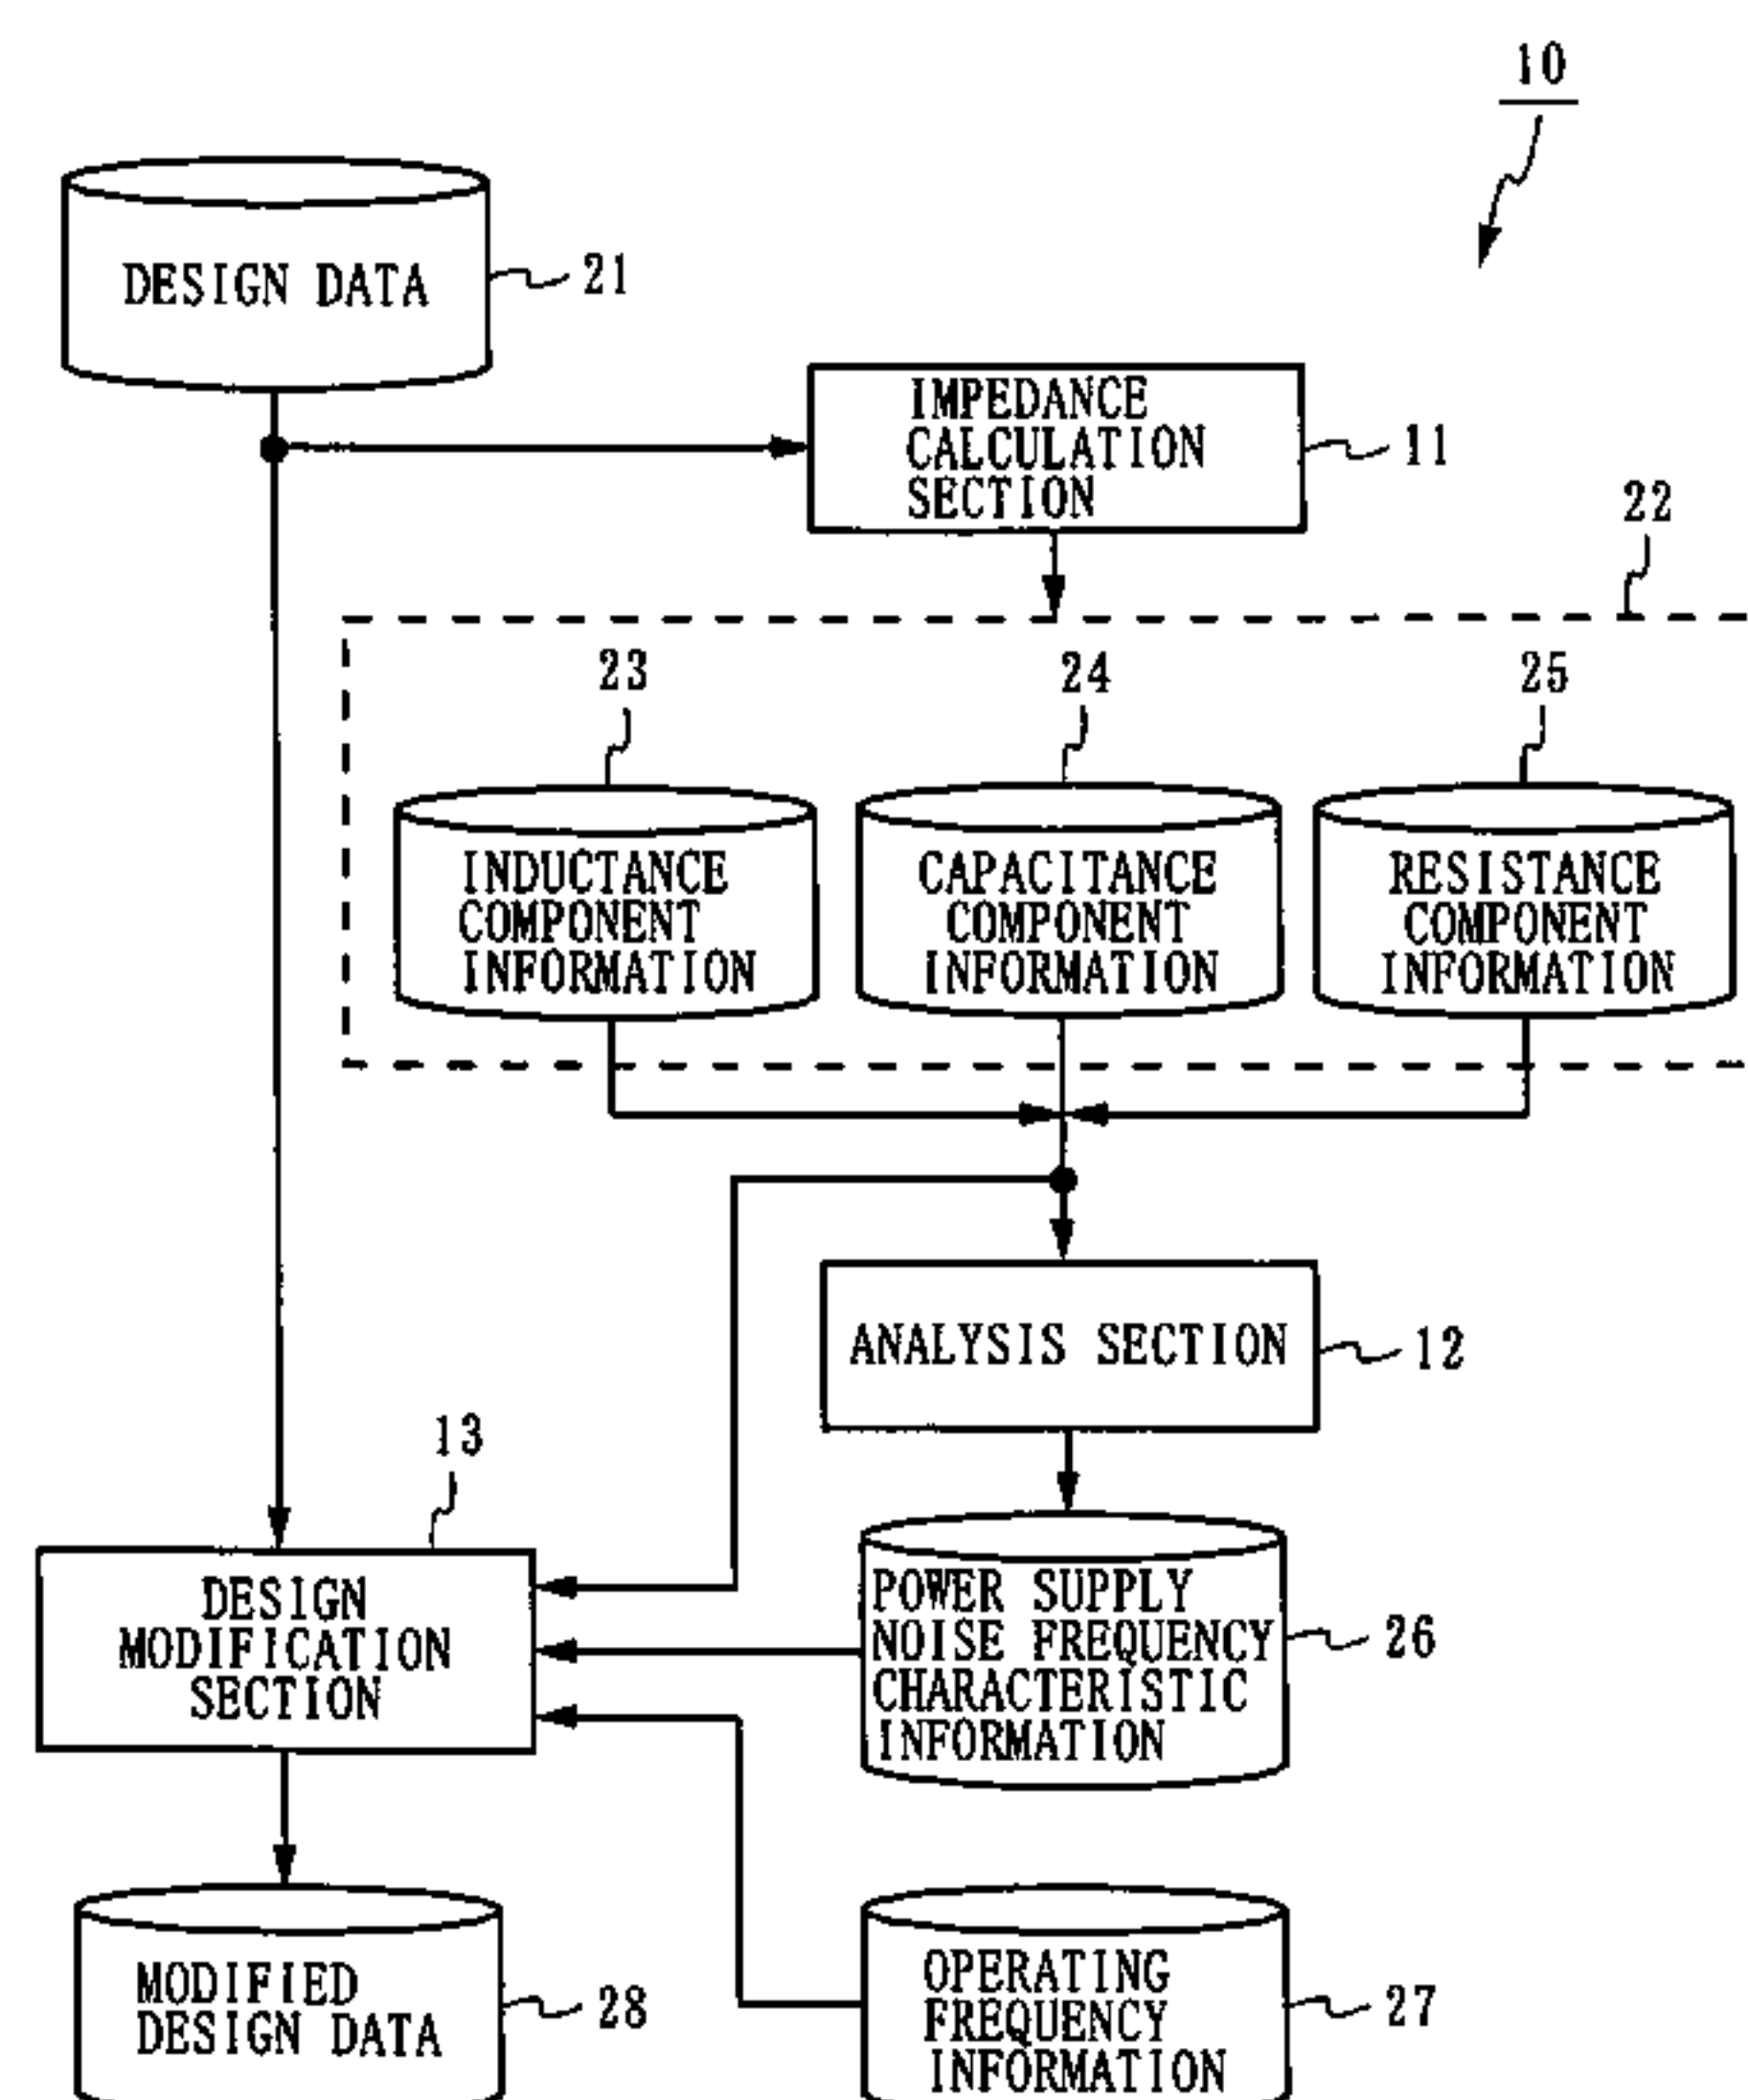 10
DESIGN DATA
21
IMPEDANCE
CALCULATION
SECTION
11
22
23
24
25
INDUCTANCE
COMPONENT
INFORMATION
CAPACITANCE
COMPONENT
INFORMATION
RESISTANCE
COMPONENT
INFORMATION
ANALYSIS SECTION
12
13
DESIGN
MODIFICATION
SECTION
POWER SUPPLY
NOISE FREQUENCY
CHARACTERISTIC
INFORMATION
26
MODIFIED
DESIGN DATA
28
OPERATING
FREQUENCY
INFORMATION
27